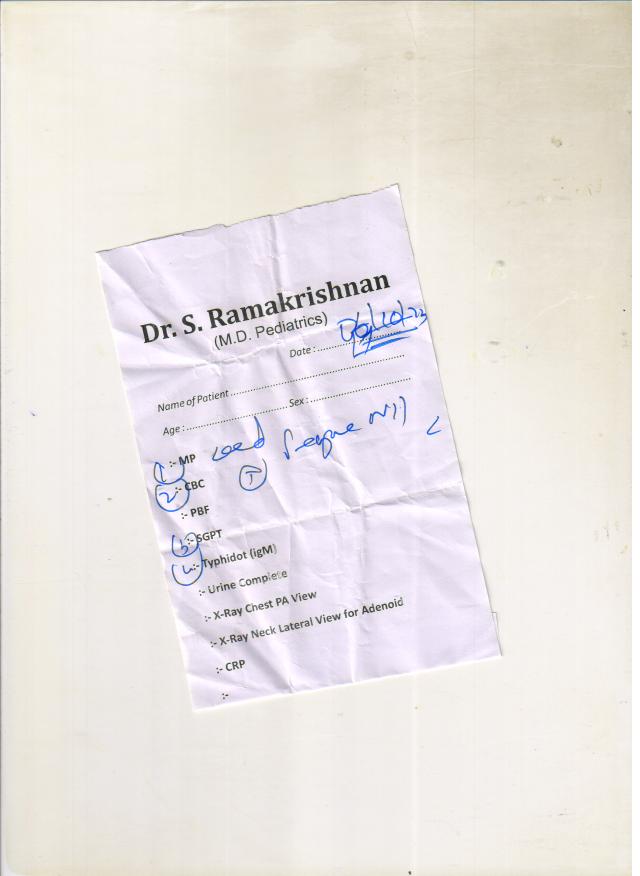 Dr. S. Ramakrishnan
(M.D. Pediatrics)
Date :
Name of Patient
Age : Sex :
1 :- MP
2 :- CBC
:- PBF
3 :- SGPT
4 :- Typhidot (igM)
:- Urine Complete
:- X-Ray Chest PA View
:- X-Ray Neck Lateral View for Adenoid
:- CRP
:-